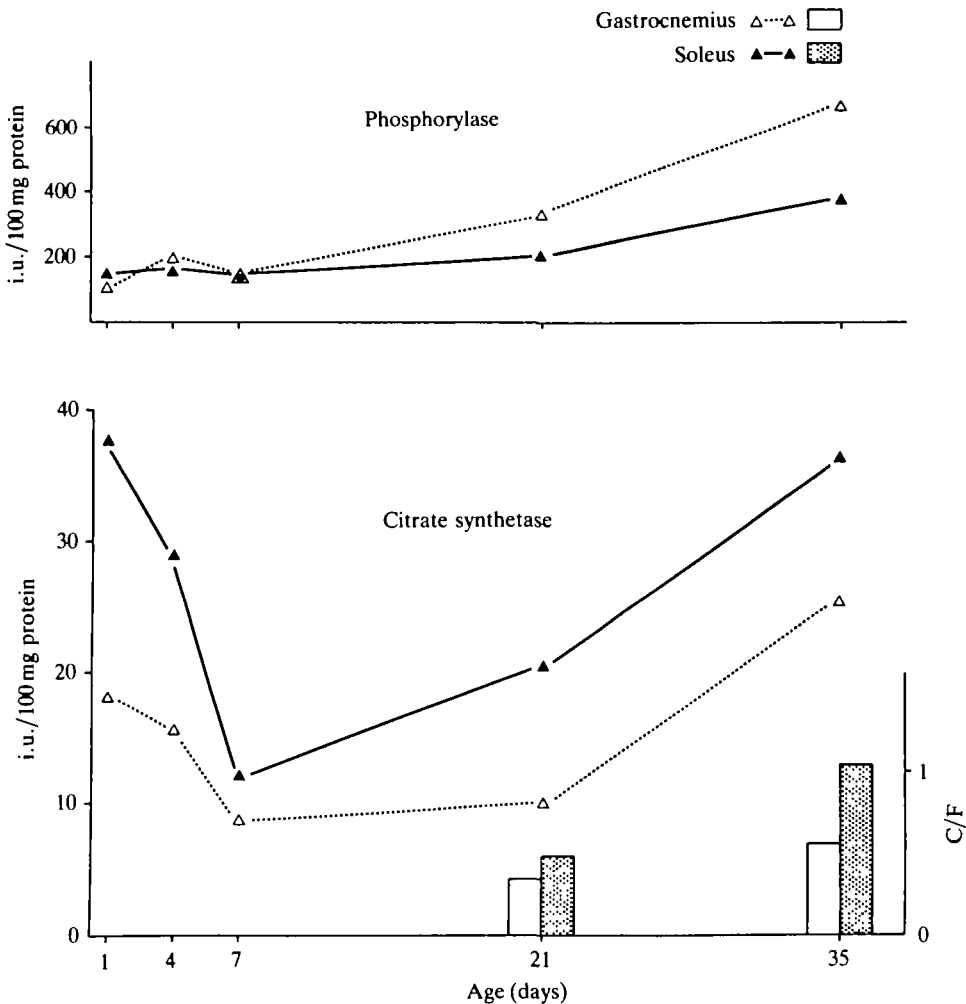 Gastrocnemius
Soleus
Phosphorylase
i.u./100 mg protein
600
400
200
Citrate synthetase
i.u./100 mg protein
40
30
20
10
0
1
0
C/F
1 4 7 21 35
Age (days)